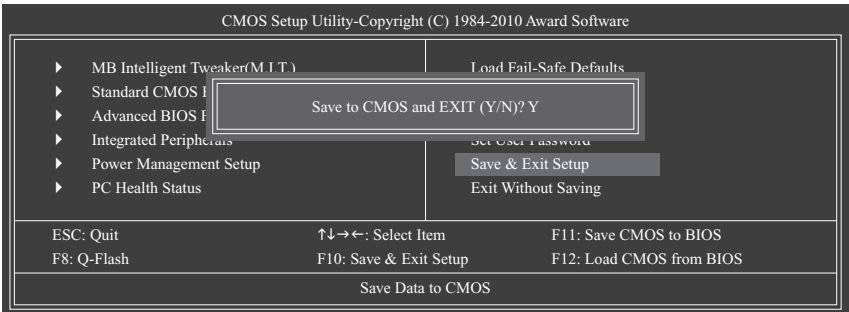 CMOS Setup Utility-Copyright (C) 1984-2010 Award Software
MB Intelligent Tweaker(M.I.T.)
Standard CMOS
Advanced BIOS
Integrated Peripherals
Power Management Setup
PC Health Status
Load Fail-Safe Defaults
Set User Password
Save & Exit Setup
Exit Without Saving
Save to CMOS and EXIT (Y/N)? Y
ESC: Quit
↑↓→←: Select Item
F11: Save CMOS to BIOS
F8: Q-Flash
F10: Save & Exit Setup
F12: Load CMOS from BIOS
Save Data to CMOS